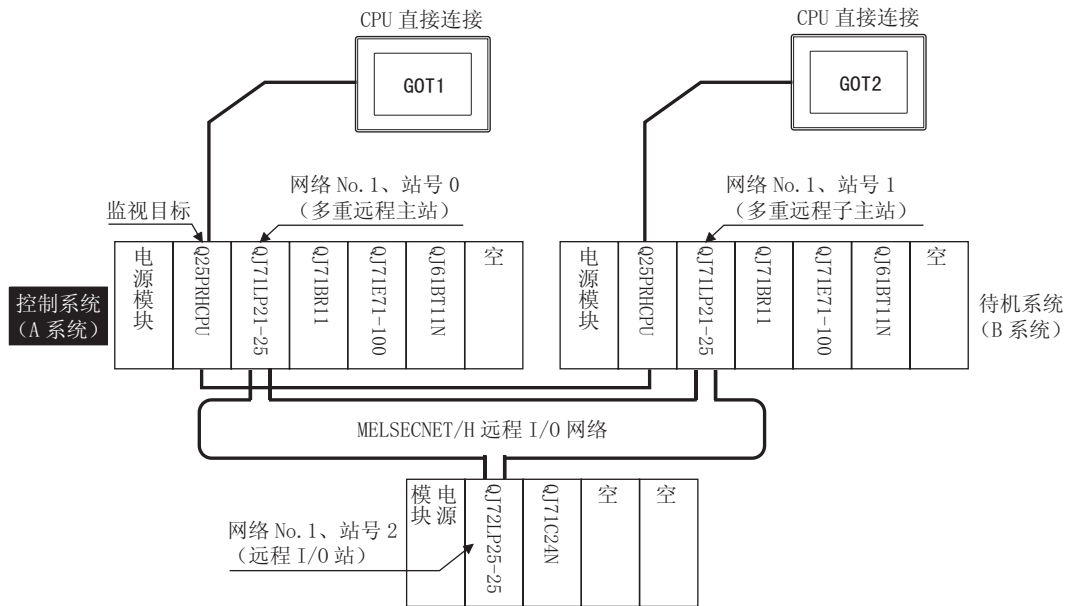 CPU 直接连接
CPU 直接连接
GOT1
GOT2
网络 No.1、站号 0
（多重远程主站）
网络 No.1、站号 1
（多重远程子主站）
监视目标
控制系统
（A 系统）
电源模块
Q25PRHCPU
QJ71LP21-25
QJ71BR11
QJ71E71-100
QJ61BT11N
空
电源模块
Q25PRHCPU
QJ71LP21-25
QJ71BR11
QJ71E71-100
QJ61BT11N
空
待机系统
（B 系统）
MELSECNET/H 远程 I/O 网络
网络 No.1、站号 2
（远程 I/O 站）
电源
模块
QJ72LP25-25
QJ71C24N
空
空